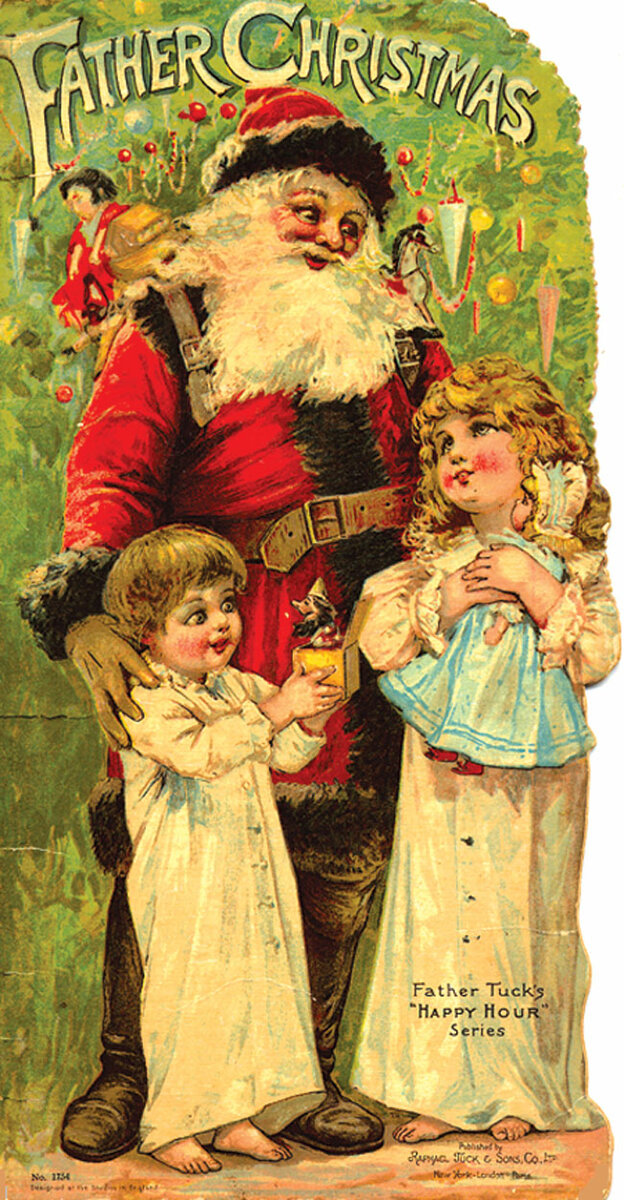 FATHER CHRISTMAS
Father Tuck's
"HAPPY HOUR"
Series
Published by
RAPHAEL TUCK & SONS, CO., LTD
New York-London-Paris
No. 1154
Designed at the Studios in England